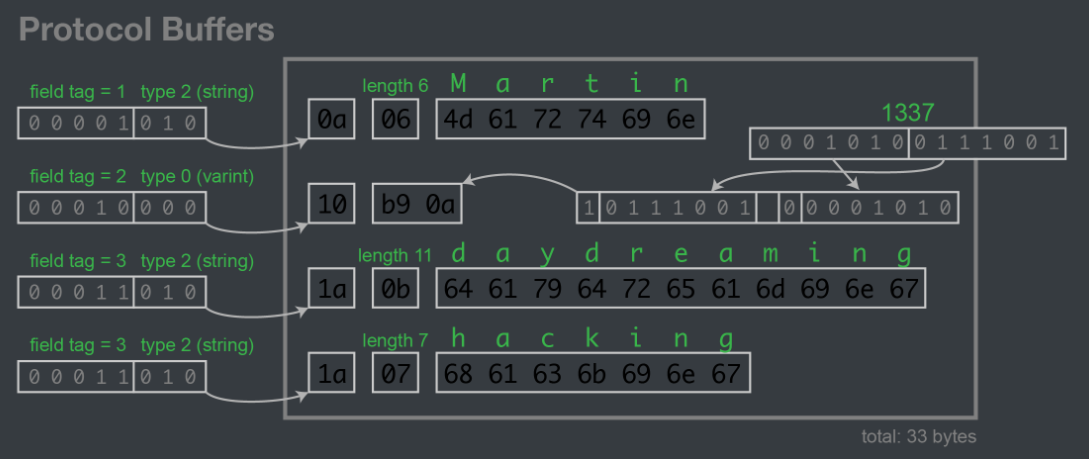 Protocol Buffers
field tag = 1 type 2 (string)
0 0 0 0 1 0 1 0
0a
length 6
06
M a r t i n
4d 61 72 74 69 6e
1337
0 0 0 1 0 1 0 0 1 1 1 0 0 1
field tag = 2 type 0 (varint)
0 0 0 1 0 0 0 0
10
b9 0a
1 0 1 1 1 0 0 1 0 0 0 0 1 0 1 0
field tag = 3 type 2 (string)
0 0 0 1 1 0 1 0
1a
length 11
0b
d a y d r e a m i n g
64 61 79 64 72 65 61 6d 69 6e 67
field tag = 3 type 2 (string)
0 0 0 1 1 0 1 0
1a
length 7
07
h a c k i n g
68 61 63 6b 69 6e 67
total: 33 bytes